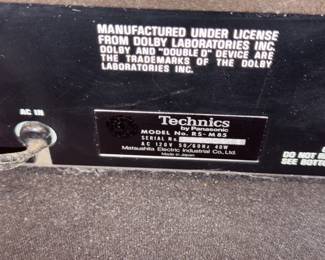 MANUFACTURED UNDER LICENSE
FROM DOLBY LABORATORIES INC.
DOLBY AND "DOUBLE D" DEVICE ARE
THE TRADEMARKS OF THE DOLBY
LABORATORIES INC.
AC IN
Technics
by Panasonic
MODEL No. RS-M85
SERIAL No.
AC 120V 50/60Hz 40W
Matsushita Electric Industrial Co., Ltd.
Made in Japan
DO NOT R
SEE BOTTO